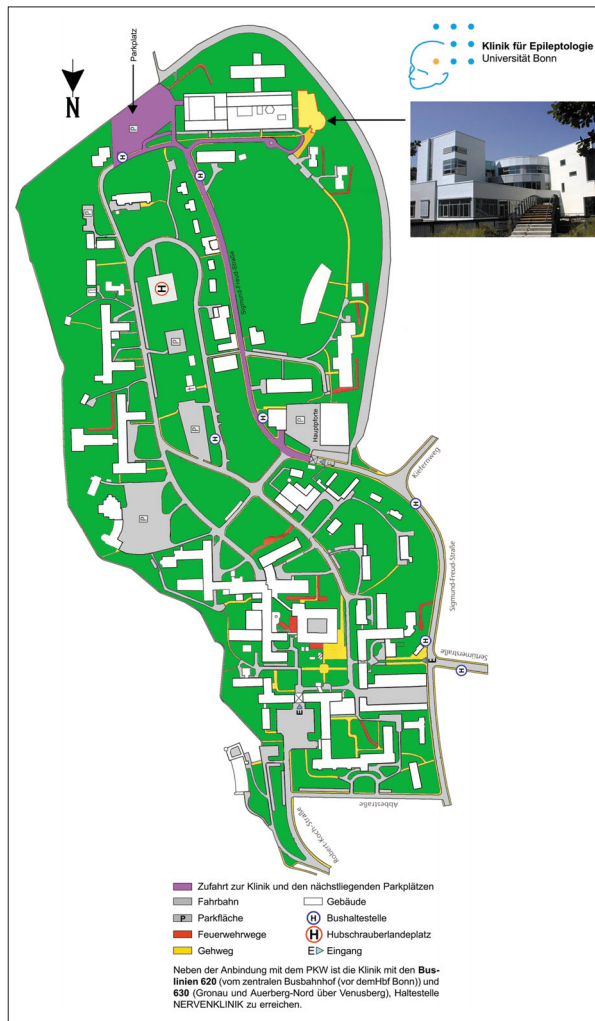 Klinik für Epileptologie
Universität Bonn
Parkplatz
N
P
H
H
P
Sigmund-Freud-Straße
H
P
H
P
Hauptpforte
P
H
Kiefernweg
P
H
Sigmund-Freud-Straße
H
Sertürnerstraße
E
H
E
Abbestraße
Robert-Koch-Straße
Zufahrt zur Klinik und den nächstliegenden Parkplätzen
Fahrbahn
Gebäude
P Parkfläche
H Bushaltestelle
Feuerwehrwege
H Hubschrauberlandeplatz
Gehweg
E Eingang
Neben der Anbindung mit dem PKW ist die Klinik mit den Bus-
linien 620 (vom zentralen Busbahnhof (vor demHbf Bonn)) und
630 (Gronau und Auerberg-Nord über Venusberg), Haltestelle
NERVENKLINIK zu erreichen.